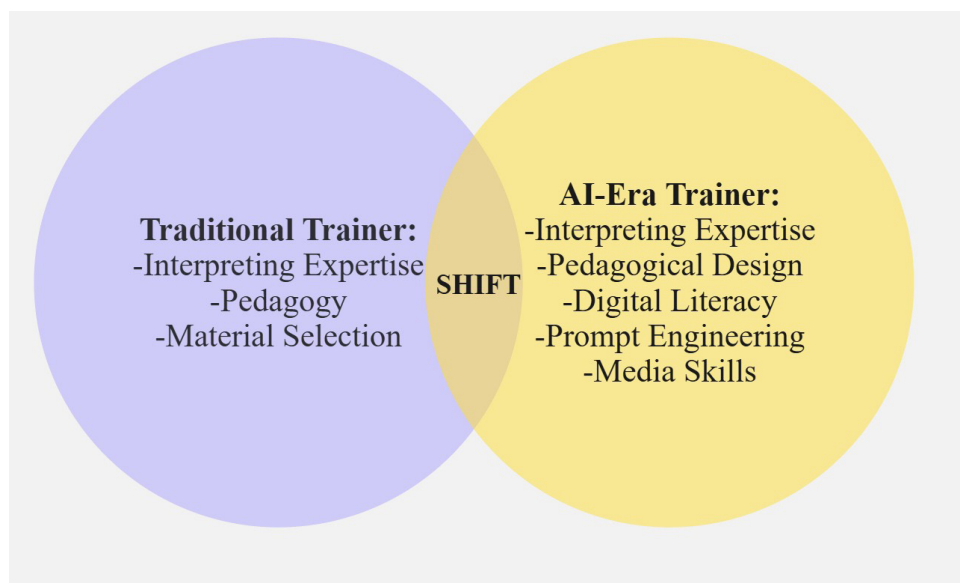 Traditional Trainer:
-Interpreting Expertise
-Pedagogy
-Material Selection
SHIFT
AI-Era Trainer:
-Interpreting Expertise
-Pedagogical Design
-Digital Literacy
-Prompt Engineering
-Media Skills